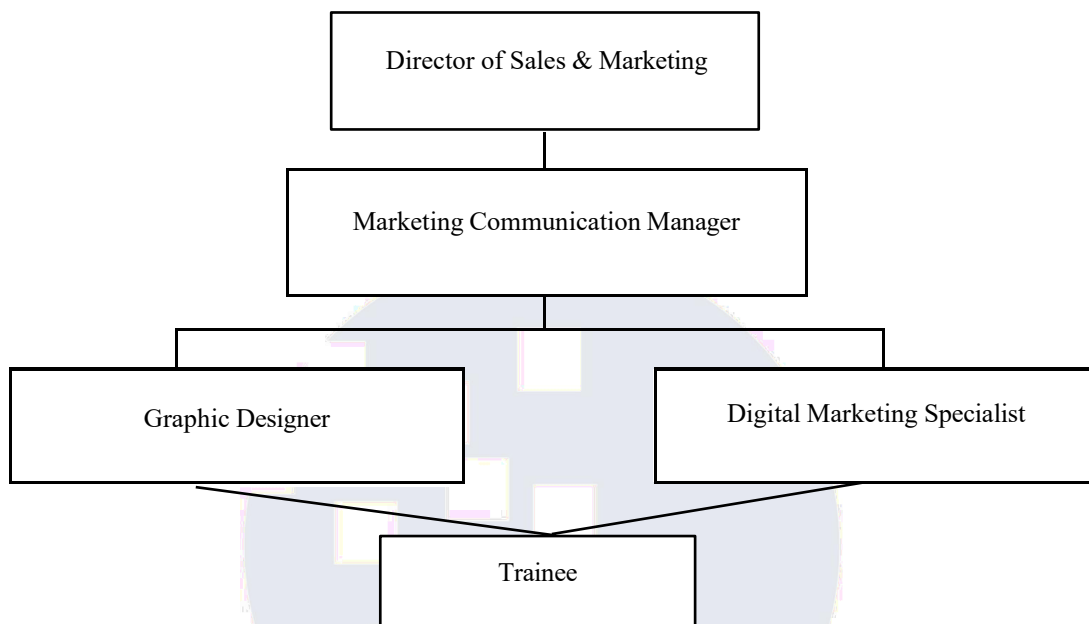 Director of Sales & Marketing
Marketing Communication Manager
Graphic Designer
Digital Marketing Specialist
Trainee